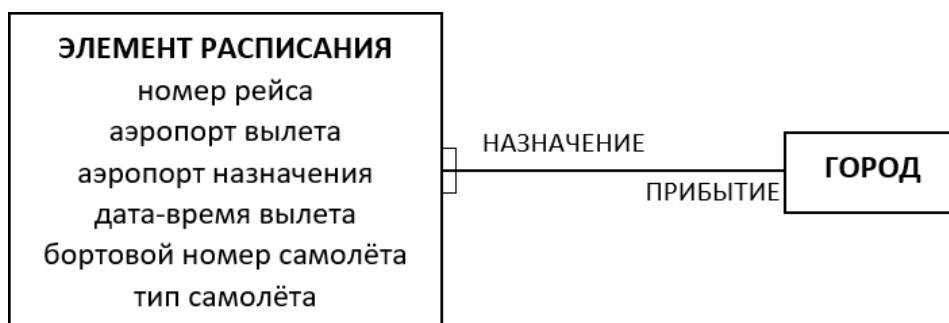 ЭЛЕМЕНТ РАСПИСАНИЯ
номер рейса
аэропорт вылета
аэропорт назначения
дата-время вылета
бортовой номер самолёта
тип самолёта
НАЗНАЧЕНИЕ
ПРИБЫТИЕ
ГОРОД